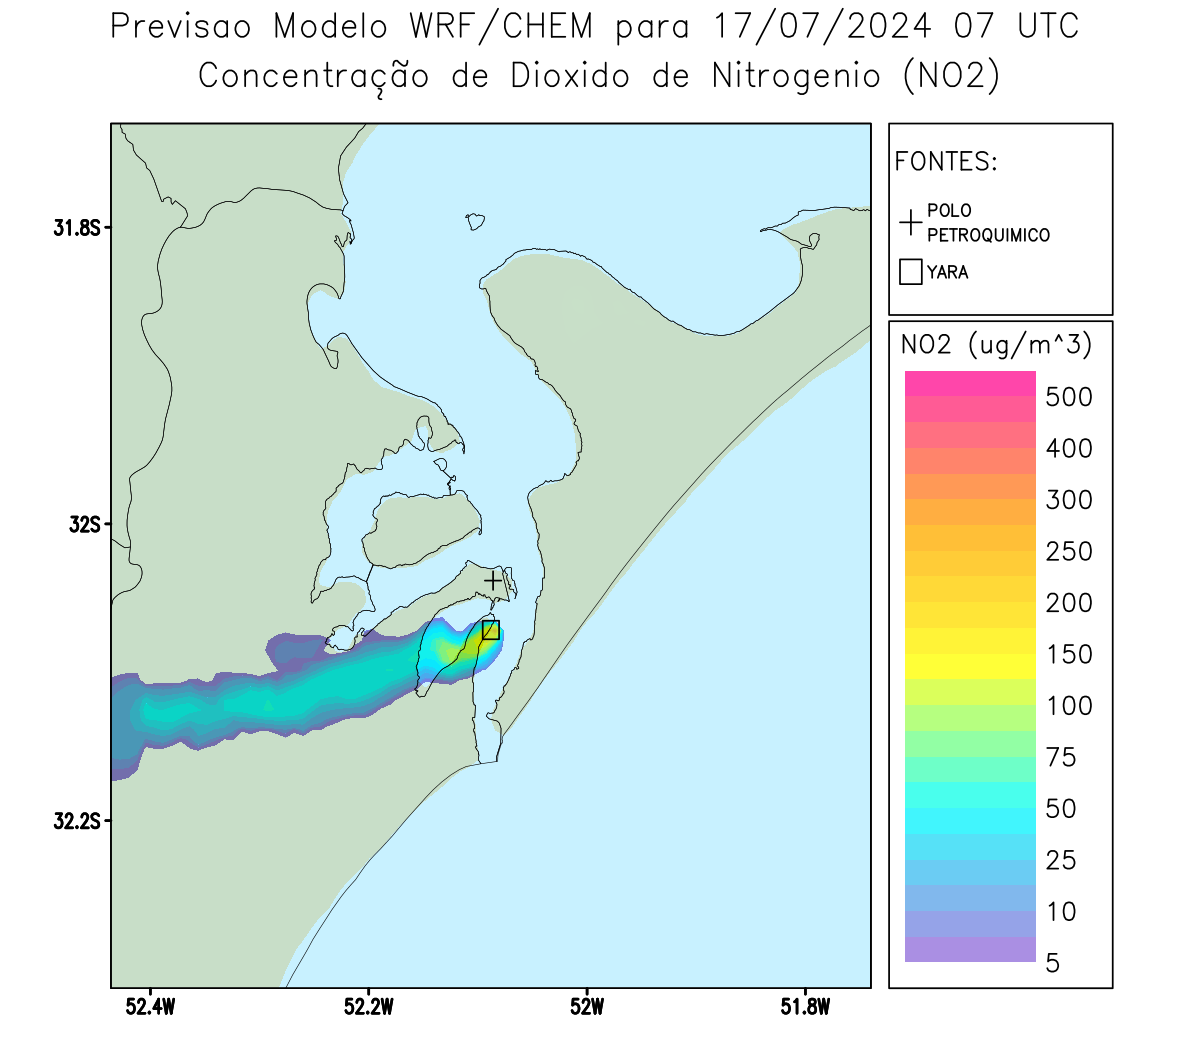 Previsao Modelo WRF/CHEM para 17/07/2024 07 UTC
Concentração de Dioxido de Nitrogenio (NO2)
FONTES:
POLO
PETROQUIMICO
YARA
31.8S
32S
32.2S
52.4W
52.2W
52W
51.8W
NO2 (ug/m^3)
500
400
300
250
200
150
100
75
50
25
10
5